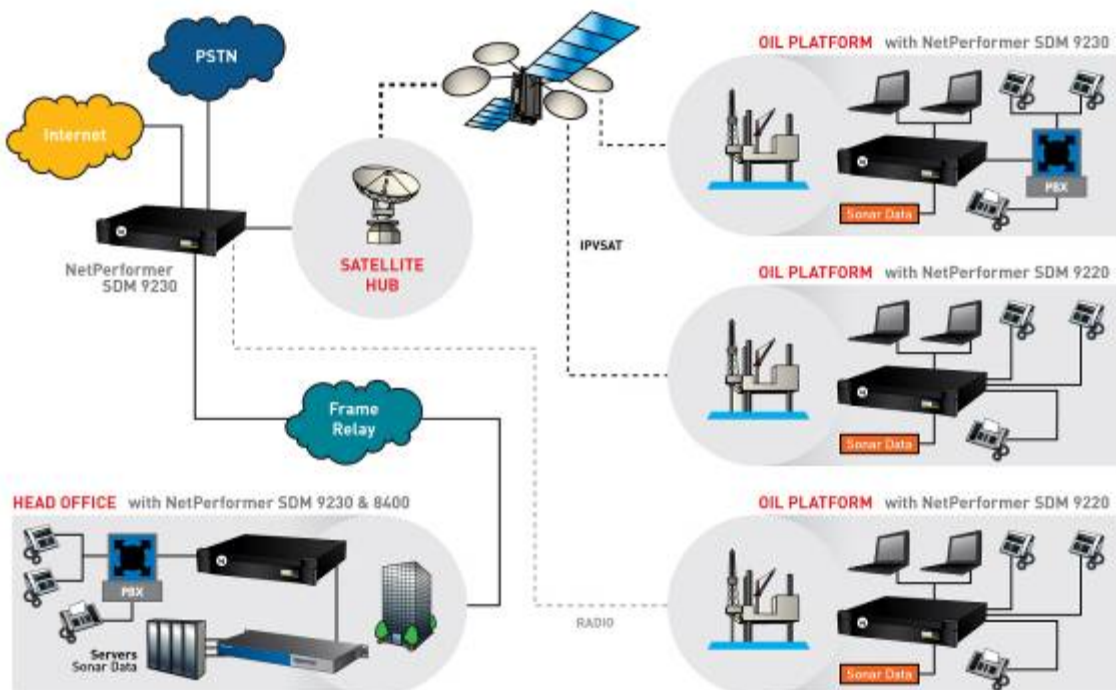 PSTN
Internet
NetPerformer
SDM 9230
SATELLITE
HUB
IPVSAT
OIL PLATFORM with NetPerformer SDM 9230
PBX
Sonar Data
OIL PLATFORM with NetPerformer SDM 9220
Sonar Data
Frame
Relay
HEAD OFFICE with NetPerformer SDM 9230 & 8400
PBX
Servers
Sonar Data
RADIO
OIL PLATFORM with NetPerformer SDM 9220
Sonar Data